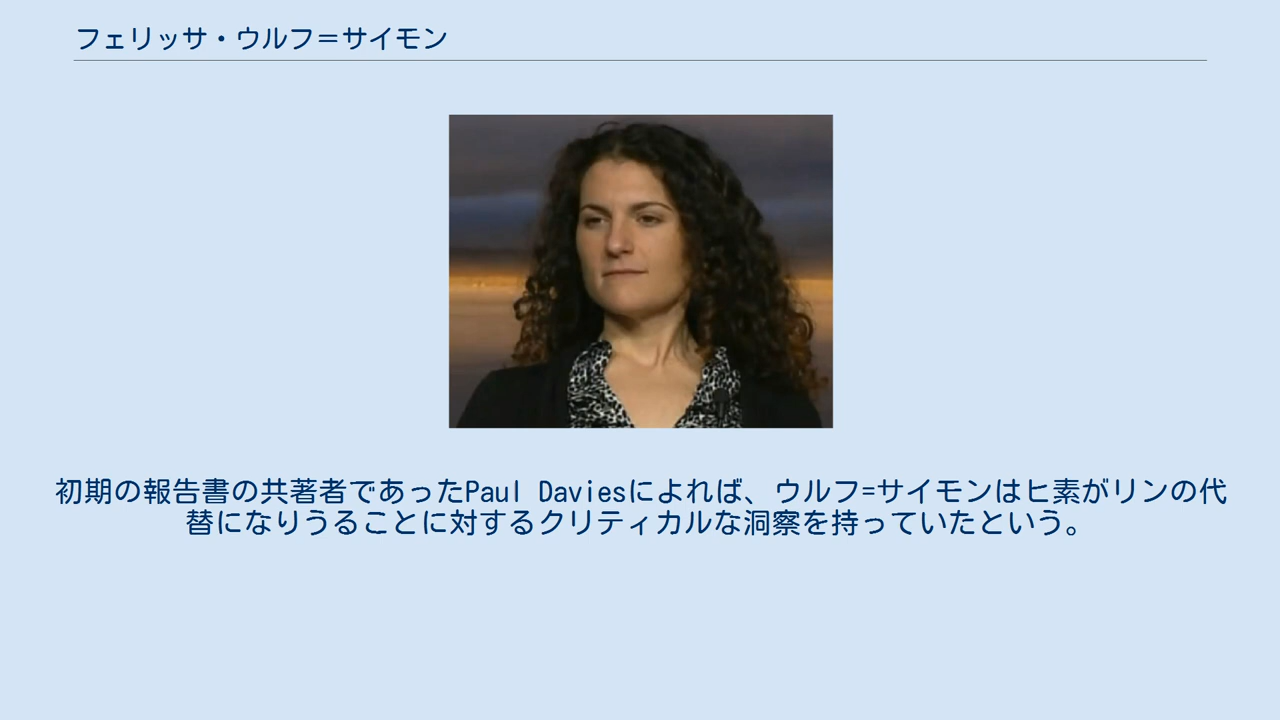 フェリッサ・ウルフ＝サイモン
初期の報告書の共著者であったPaul Daviesによれば、ウルフ=サイモンはヒ素がリンの代
替になりうることに対するクリティカルな洞察を持っていたという。